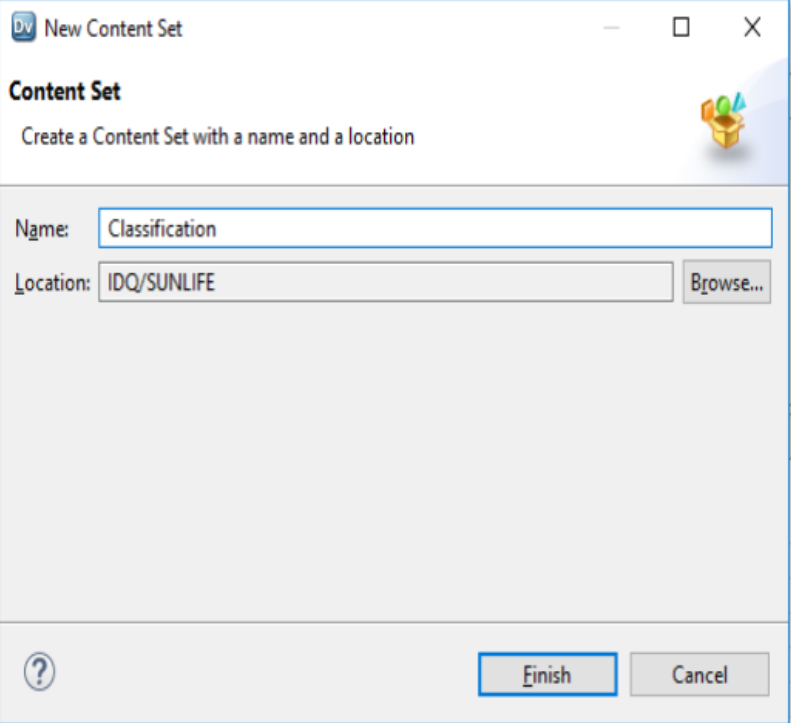 Dv New Content Set
Content Set
Create a Content Set with a name and a location
Name: Classification
Location: IDQ/SUNLIFE Browse...
? Finish Cancel